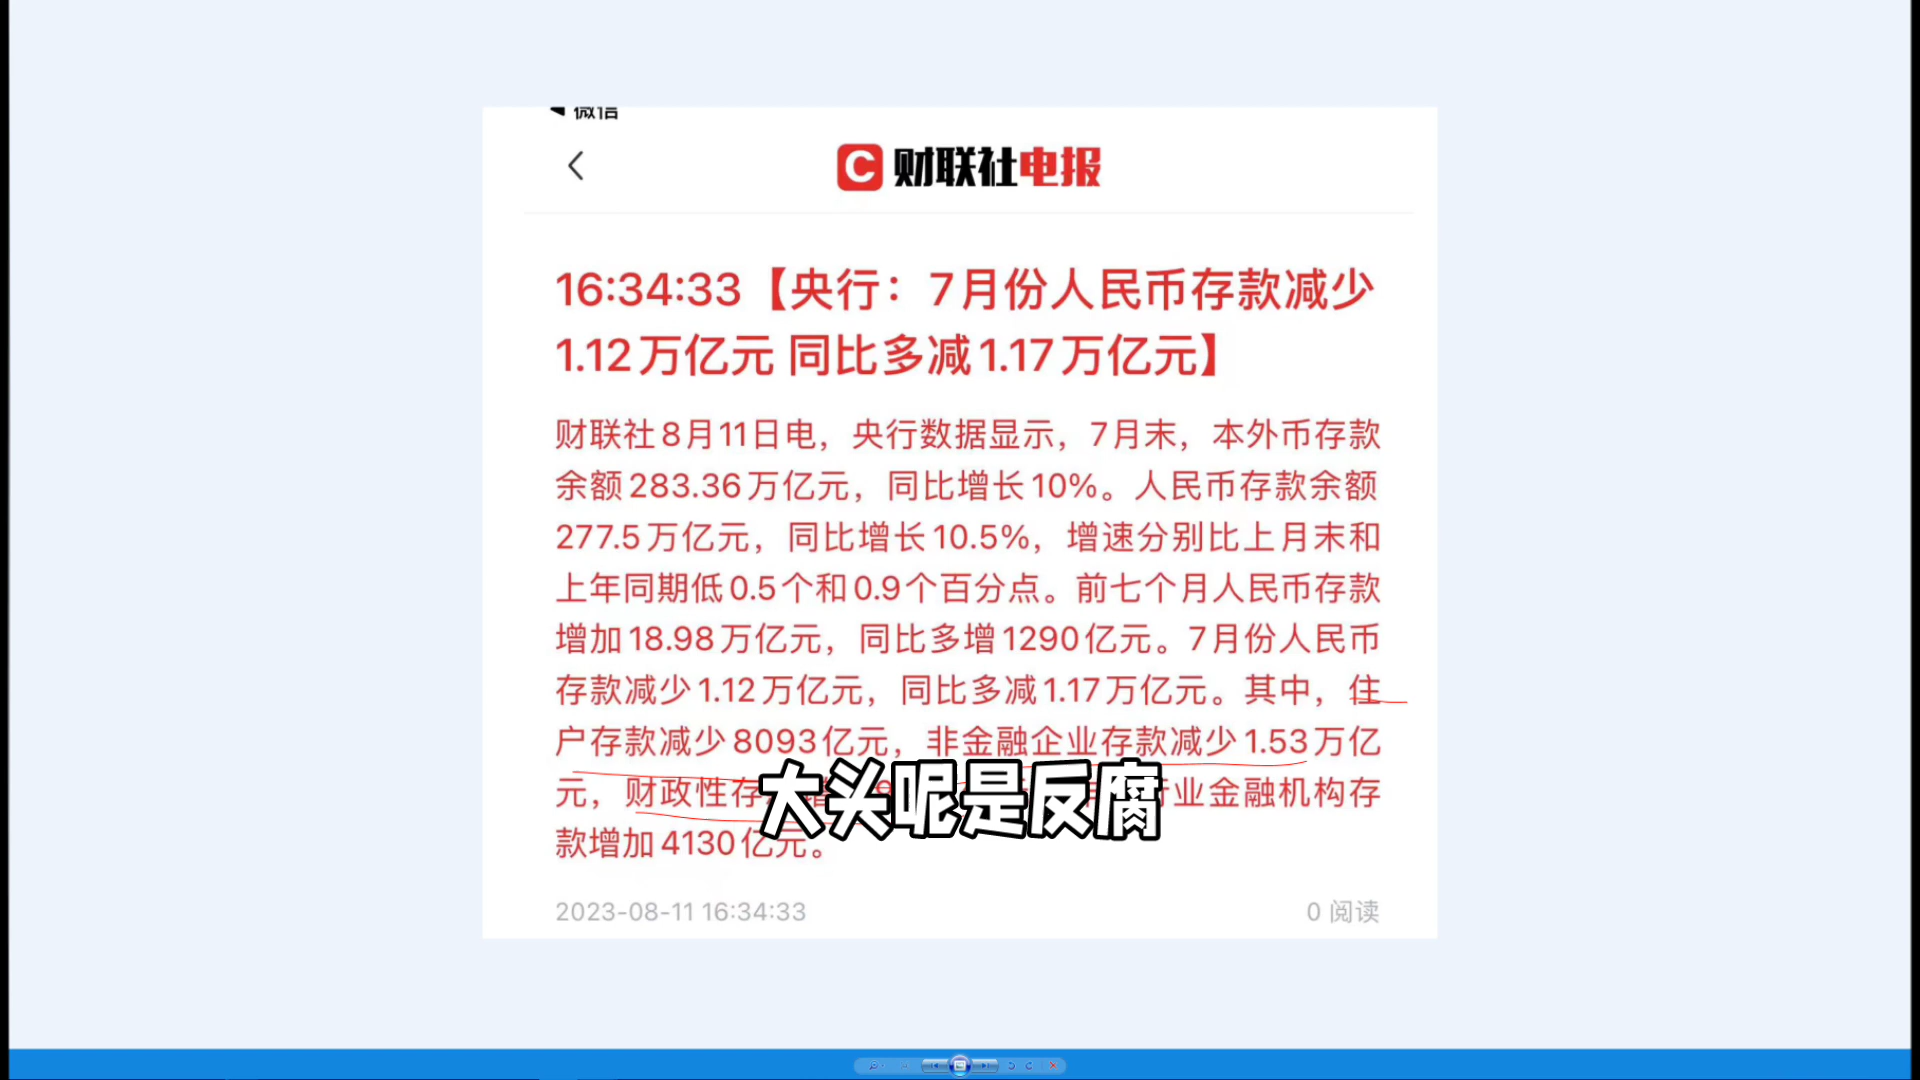 微信
财联社电报
16:34:33【央行：7月份人民币存款减少
1.12万亿元 同比多减1.17万亿元】
财联社8月11日电，央行数据显示，7月末，本外币存款
余额283.36万亿元，同比增长10%。人民币存款余额
277.5万亿元，同比增长10.5%，增速分别比上月末和
上年同期低0.5个和0.9个百分点。前七个月人民币存款
增加18.98万亿元，同比多增1290亿元。7月份人民币
存款减少1.12万亿元，同比多减1.17万亿元。其中，住
户存款减少8093亿元，非金融企业存款减少1.53万亿
元，财政性存 行业金融机构存
大头呢是反腐
款增加4130亿元。
2023-08-11 16:34:33 0 阅读